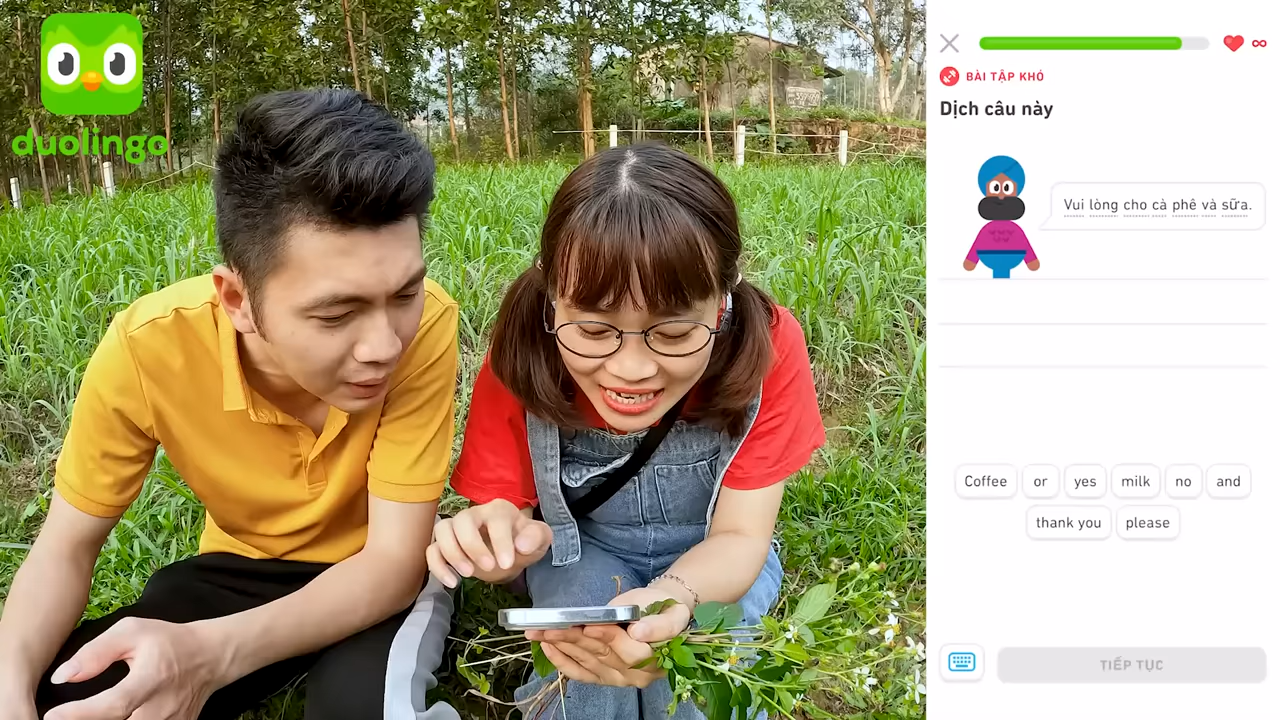 duolingo
BÀI TẬP KHÓ
Dịch câu này
Vui lòng cho cà phê và sữa.
Coffee or yes milk no and
thank you please
TIẾP TỤC